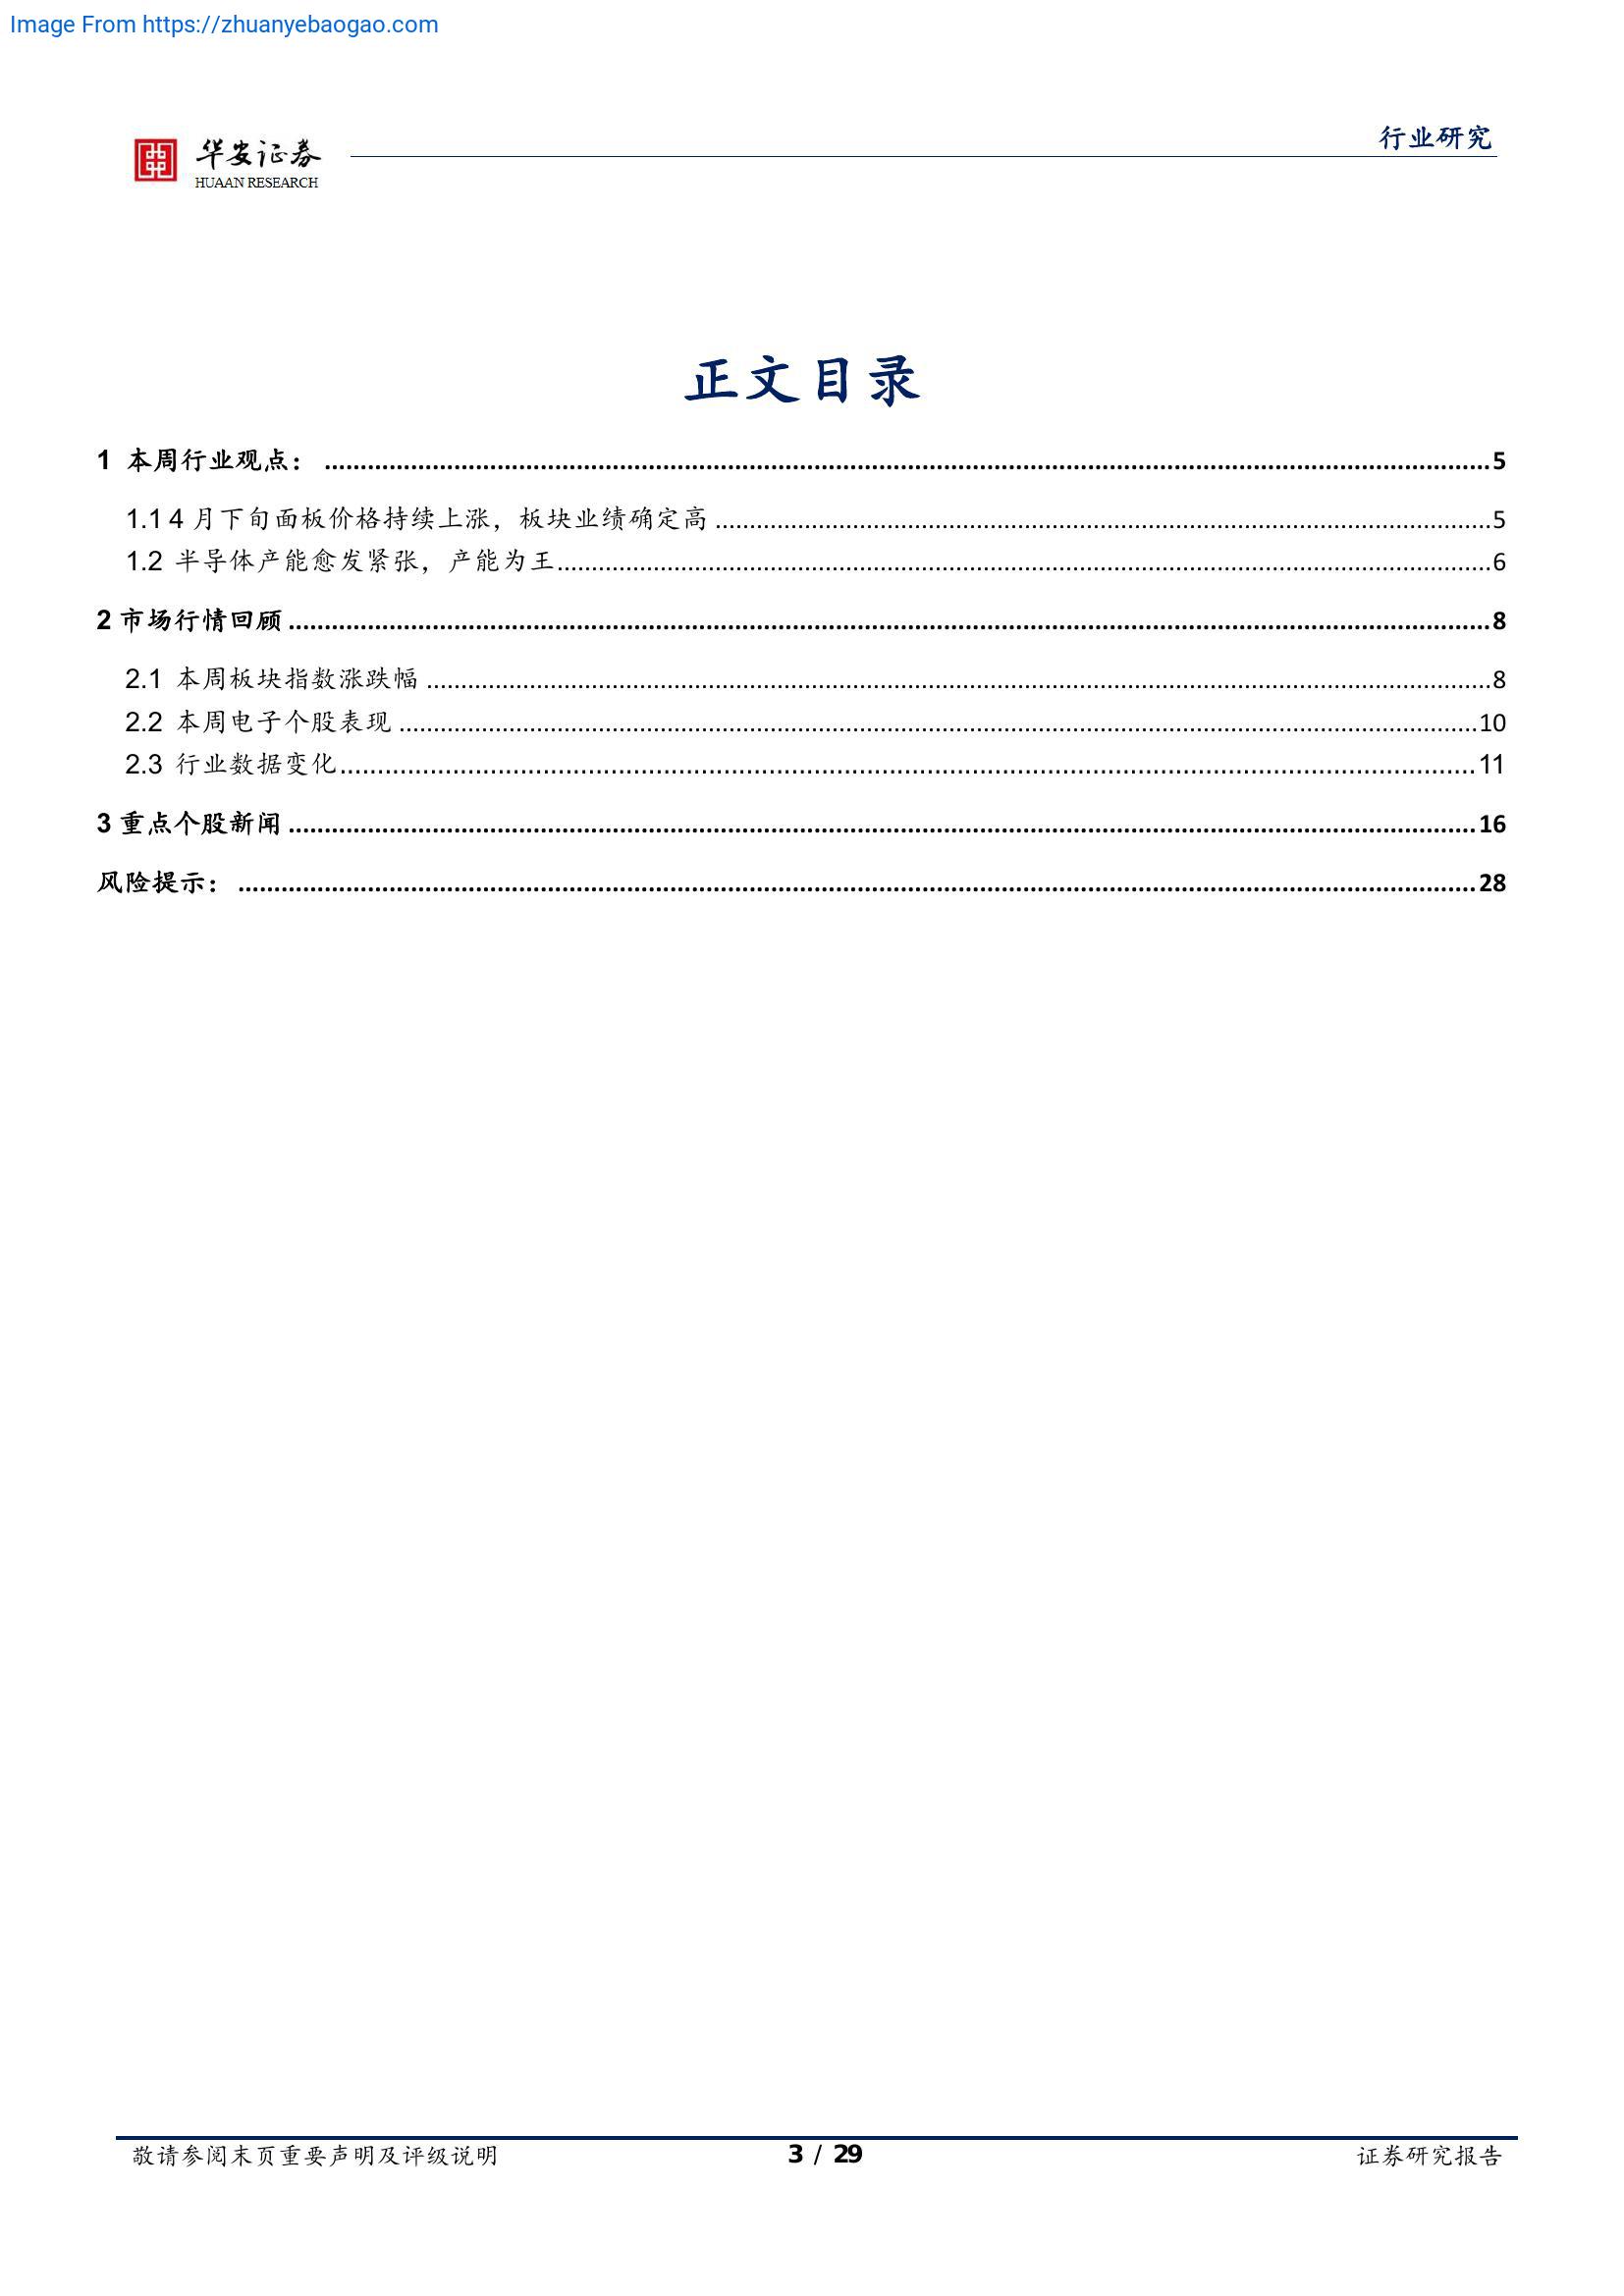 Image From https://zhuanyebaogao.com
行业研究
华安证券
HUAAN RESEARCH
正文目录
1 本周行业观点： ........ 5
1.1 4 月下旬面板价格持续上涨，板块业绩确定高 ........ 5
1.2 半导体产能愈发紧张，产能为王 ........ 6
2 市场行情回顾 ........ 8
2.1 本周板块指数涨跌幅 ........ 8
2.2 本周电子个股表现 ........ 10
2.3 行业数据变化 ........ 11
3 重点个股新闻 ........ 16
风险提示： ........ 28
敬请参阅末页重要声明及评级说明 3 / 29 证券研究报告